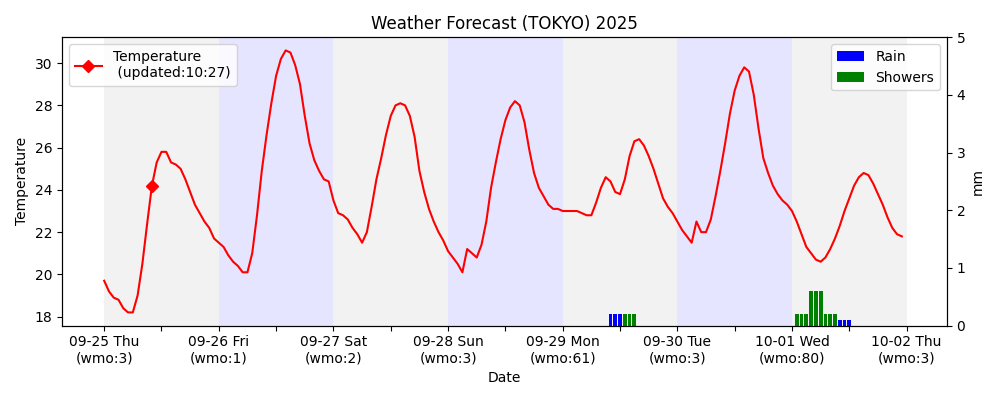 Weather Forecast (TOKYO) 2025
Temperature
(updated:10:27)
Rain
Showers
30
28
26
24
22
20
18
Temperature
5
4
3
2
1
0
mm
09-25 Thu
(wmo:3)
09-26 Fri
(wmo:1)
09-27 Sat
(wmo:2)
09-28 Sun
(wmo:3)
09-29 Mon
(wmo:61)
09-30 Tue
(wmo:3)
10-01 Wed
(wmo:80)
10-02 Thu
(wmo:3)
Date